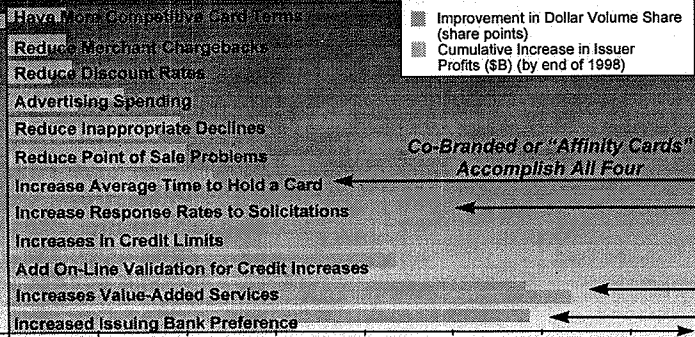 Have More Competitive Card Terms
Reduce Merchant Chargebacks
Reduce Discount Rates
Advertising Spending
Reduce Inappropriate Declines
Reduce Point of Sale Problems
Increase Average Time to Hold a Card
Increase Response Rates to Solicitations
Increases in Credit Limits
Add On-Line Validation for Credit Increases
Increases Value-Added Services
Increased Issuing Bank Preference
Improvement in Dollar Volume Share
(share points)
Cumulative Increase in Issuer
Profits ($B) (by end of 1998)
Co-Branded or "Affinity Cards"
Accomplish All Four